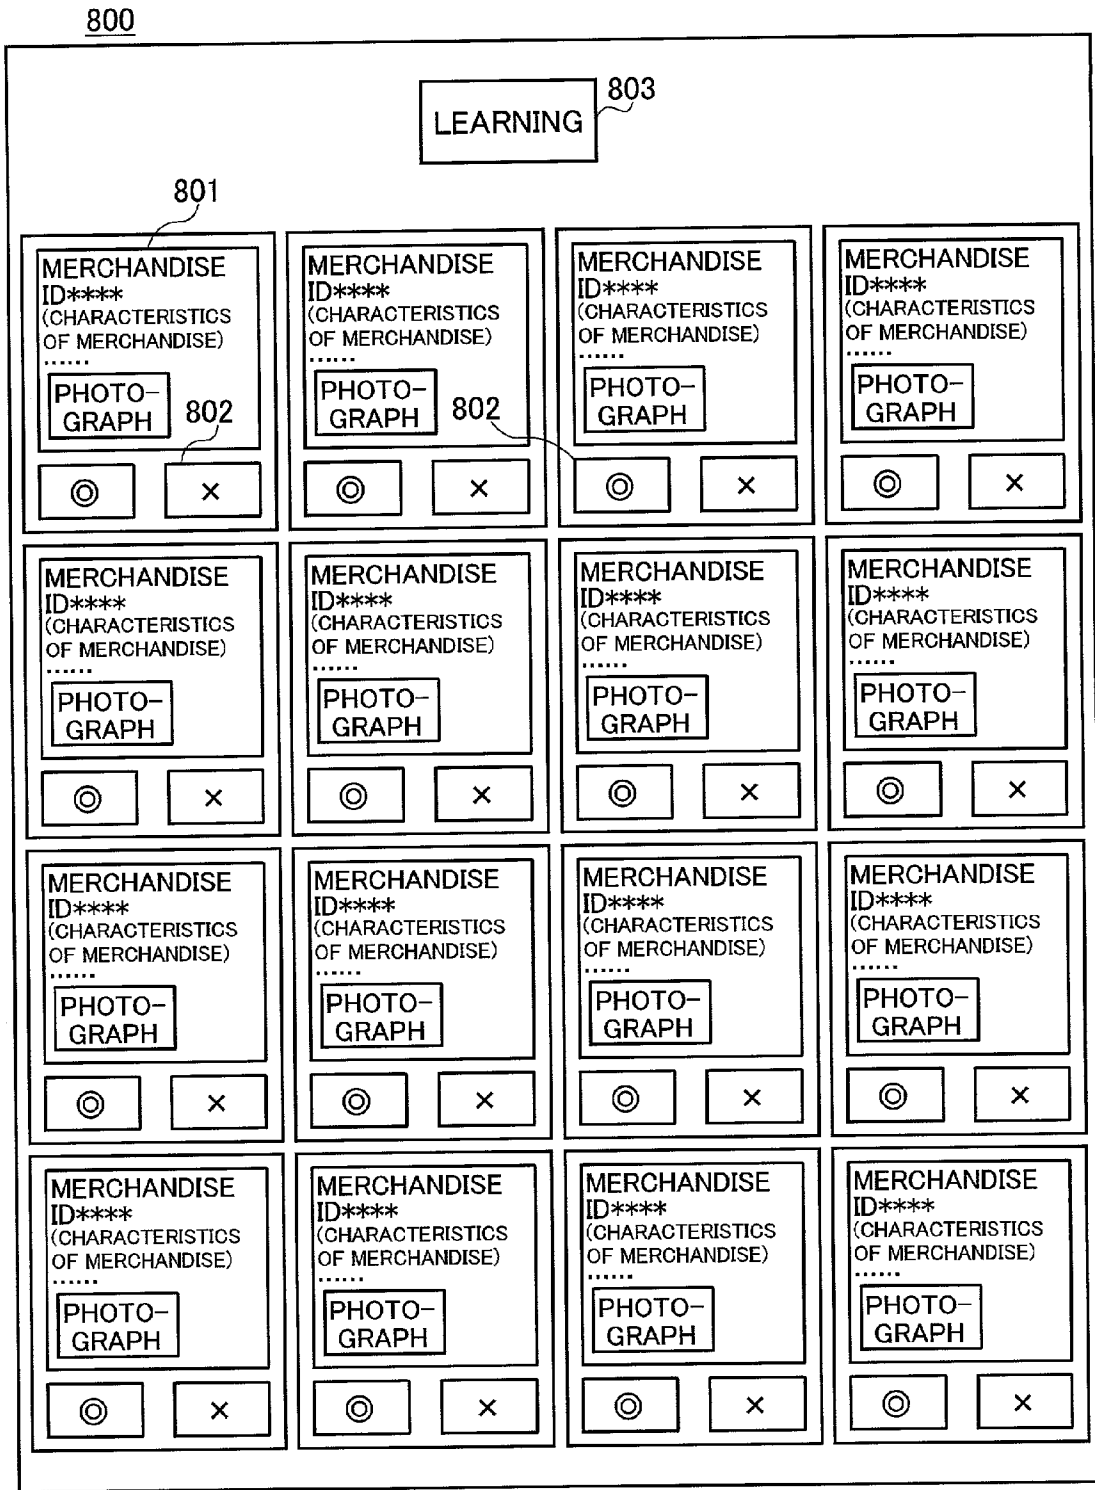 800
LEARNING
803
801
MERCHANDISE
ID****
(CHARACTERISTICS
OF MERCHANDISE)
......
PHOTO-
GRAPH
802
◎
×
MERCHANDISE
ID****
(CHARACTERISTICS
OF MERCHANDISE)
......
PHOTO-
GRAPH
◎
×
MERCHANDISE
ID****
(CHARACTERISTICS
OF MERCHANDISE)
......
PHOTO-
GRAPH
802
◎
×
MERCHANDISE
ID****
(CHARACTERISTICS
OF MERCHANDISE)
......
PHOTO-
GRAPH
◎
×
MERCHANDISE
ID****
(CHARACTERISTICS
OF MERCHANDISE)
......
PHOTO-
GRAPH
◎
×
MERCHANDISE
ID****
(CHARACTERISTICS
OF MERCHANDISE)
......
PHOTO-
GRAPH
◎
×
MERCHANDISE
ID****
(CHARACTERISTICS
OF MERCHANDISE)
......
PHOTO-
GRAPH
◎
×
MERCHANDISE
ID****
(CHARACTERISTICS
OF MERCHANDISE)
......
PHOTO-
GRAPH
◎
×
MERCHANDISE
ID****
(CHARACTERISTICS
OF MERCHANDISE)
......
PHOTO-
GRAPH
◎
×
MERCHANDISE
ID****
(CHARACTERISTICS
OF MERCHANDISE)
......
PHOTO-
GRAPH
◎
×
MERCHANDISE
ID****
(CHARACTERISTICS
OF MERCHANDISE)
......
PHOTO-
GRAPH
◎
×
MERCHANDISE
ID****
(CHARACTERISTICS
OF MERCHANDISE)
......
PHOTO-
GRAPH
◎
×
MERCHANDISE
ID****
(CHARACTERISTICS
OF MERCHANDISE)
......
PHOTO-
GRAPH
◎
×
MERCHANDISE
ID****
(CHARACTERISTICS
OF MERCHANDISE)
......
PHOTO-
GRAPH
◎
×
MERCHANDISE
ID****
(CHARACTERISTICS
OF MERCHANDISE)
......
PHOTO-
GRAPH
◎
×
MERCHANDISE
ID****
(CHARACTERISTICS
OF MERCHANDISE)
......
PHOTO-
GRAPH
◎
×